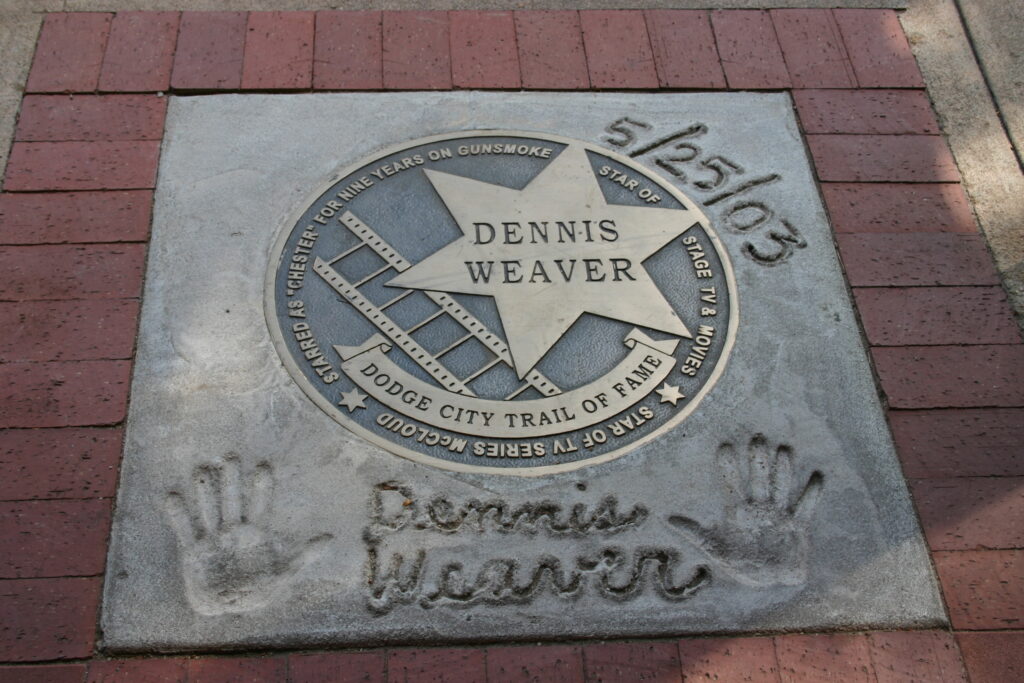 5/25/03
STARRED AS "CHESTER" FOR NINE YEARS ON GUNSMOKE
STAR OF
STAGE TV & MOVIES
DENNIS
WEAVER
DODGE CITY TRAIL OF FAME
STAR OF TV SERIES McCLOUD
Dennis
Weaver